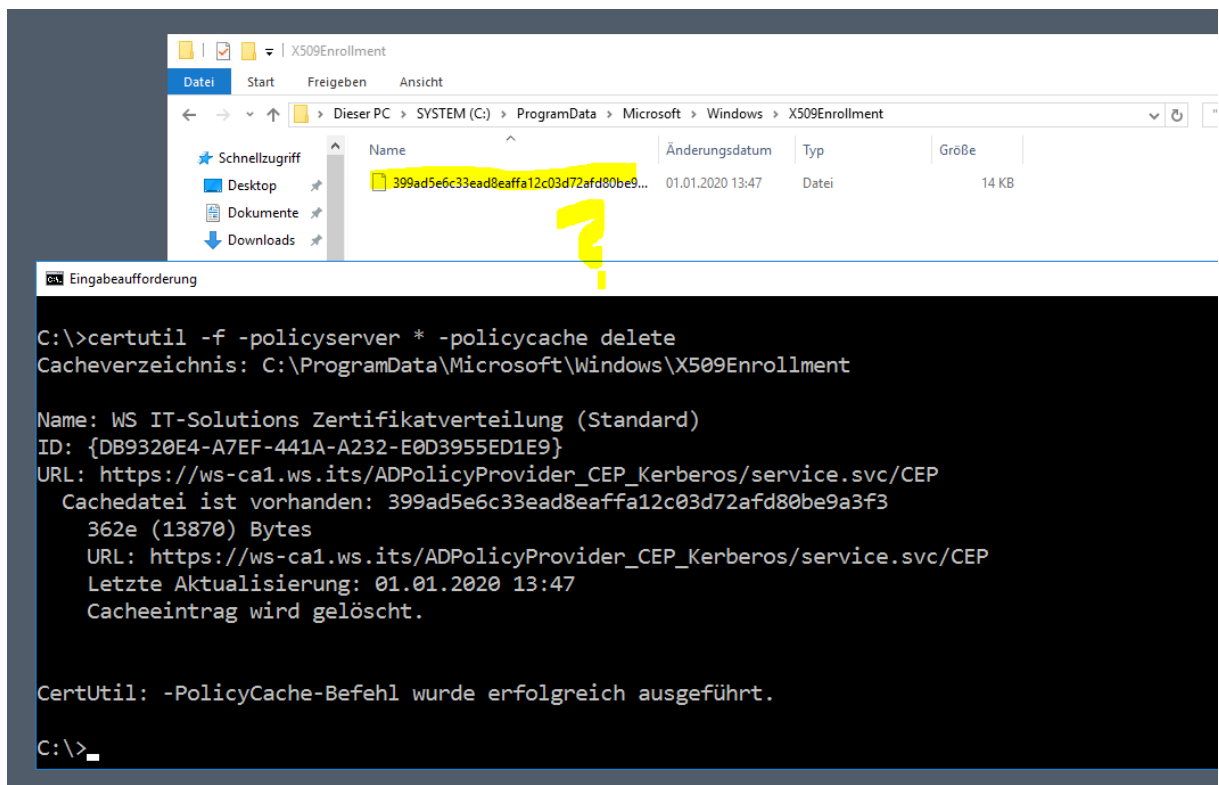 X509Enrollment
Datei Start Freigeben Ansicht
Dieser PC > SYSTEM (C:) > ProgramData > Microsoft > Windows > X509Enrollment
Name Änderungsdatum Typ Größe
Schnellzugriff
399ad5e6c33ead8eaffa12c03d72afd80be9... 01.01.2020 13:47 Datei 14 KB
Desktop
Dokumente
Downloads
?
Eingabeaufforderung
C:\>certutil -f -policyserver * -policycache delete
Cacheverzeichnis: C:\ProgramData\Microsoft\Windows\X509Enrollment
Name: WS IT-Solutions Zertifikatverteilung (Standard)
ID: {DB9320E4-A7EF-441A-A232-E0D3955ED1E9}
URL: https://ws-ca1.ws.its/ADPolicyProvider_CEP_Kerberos/service.svc/CEP
Cachedatei ist vorhanden: 399ad5e6c33ead8eaffa12c03d72afd80be9a3f3
362e (13870) Bytes
URL: https://ws-ca1.ws.its/ADPolicyProvider_CEP_Kerberos/service.svc/CEP
Letzte Aktualisierung: 01.01.2020 13:47
Cacheeintrag wird gelöscht.
CertUtil: -PolicyCache-Befehl wurde erfolgreich ausgeführt.
C:\>